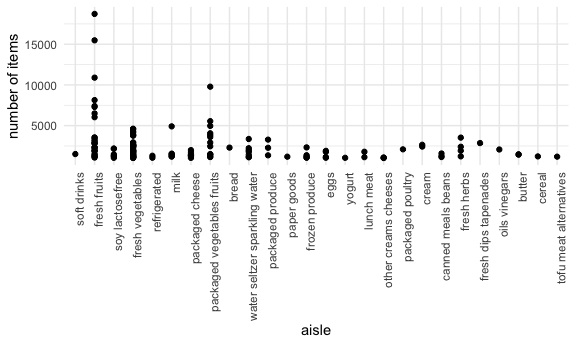 number of items
15000
10000
5000
soft drinks
fresh fruits
soy lactosefree
fresh vegetables
refrigerated
milk
packaged cheese
packaged vegetables fruits
bread
water seltzer sparkling water
packaged produce
paper goods
frozen produce
eggs
yogurt
lunch meat
other creams cheeses
packaged poultry
cream
canned meals beans
fresh herbs
fresh dips tapenades
oils vinegars
butter
cereal
tofu meat alternatives
aisle